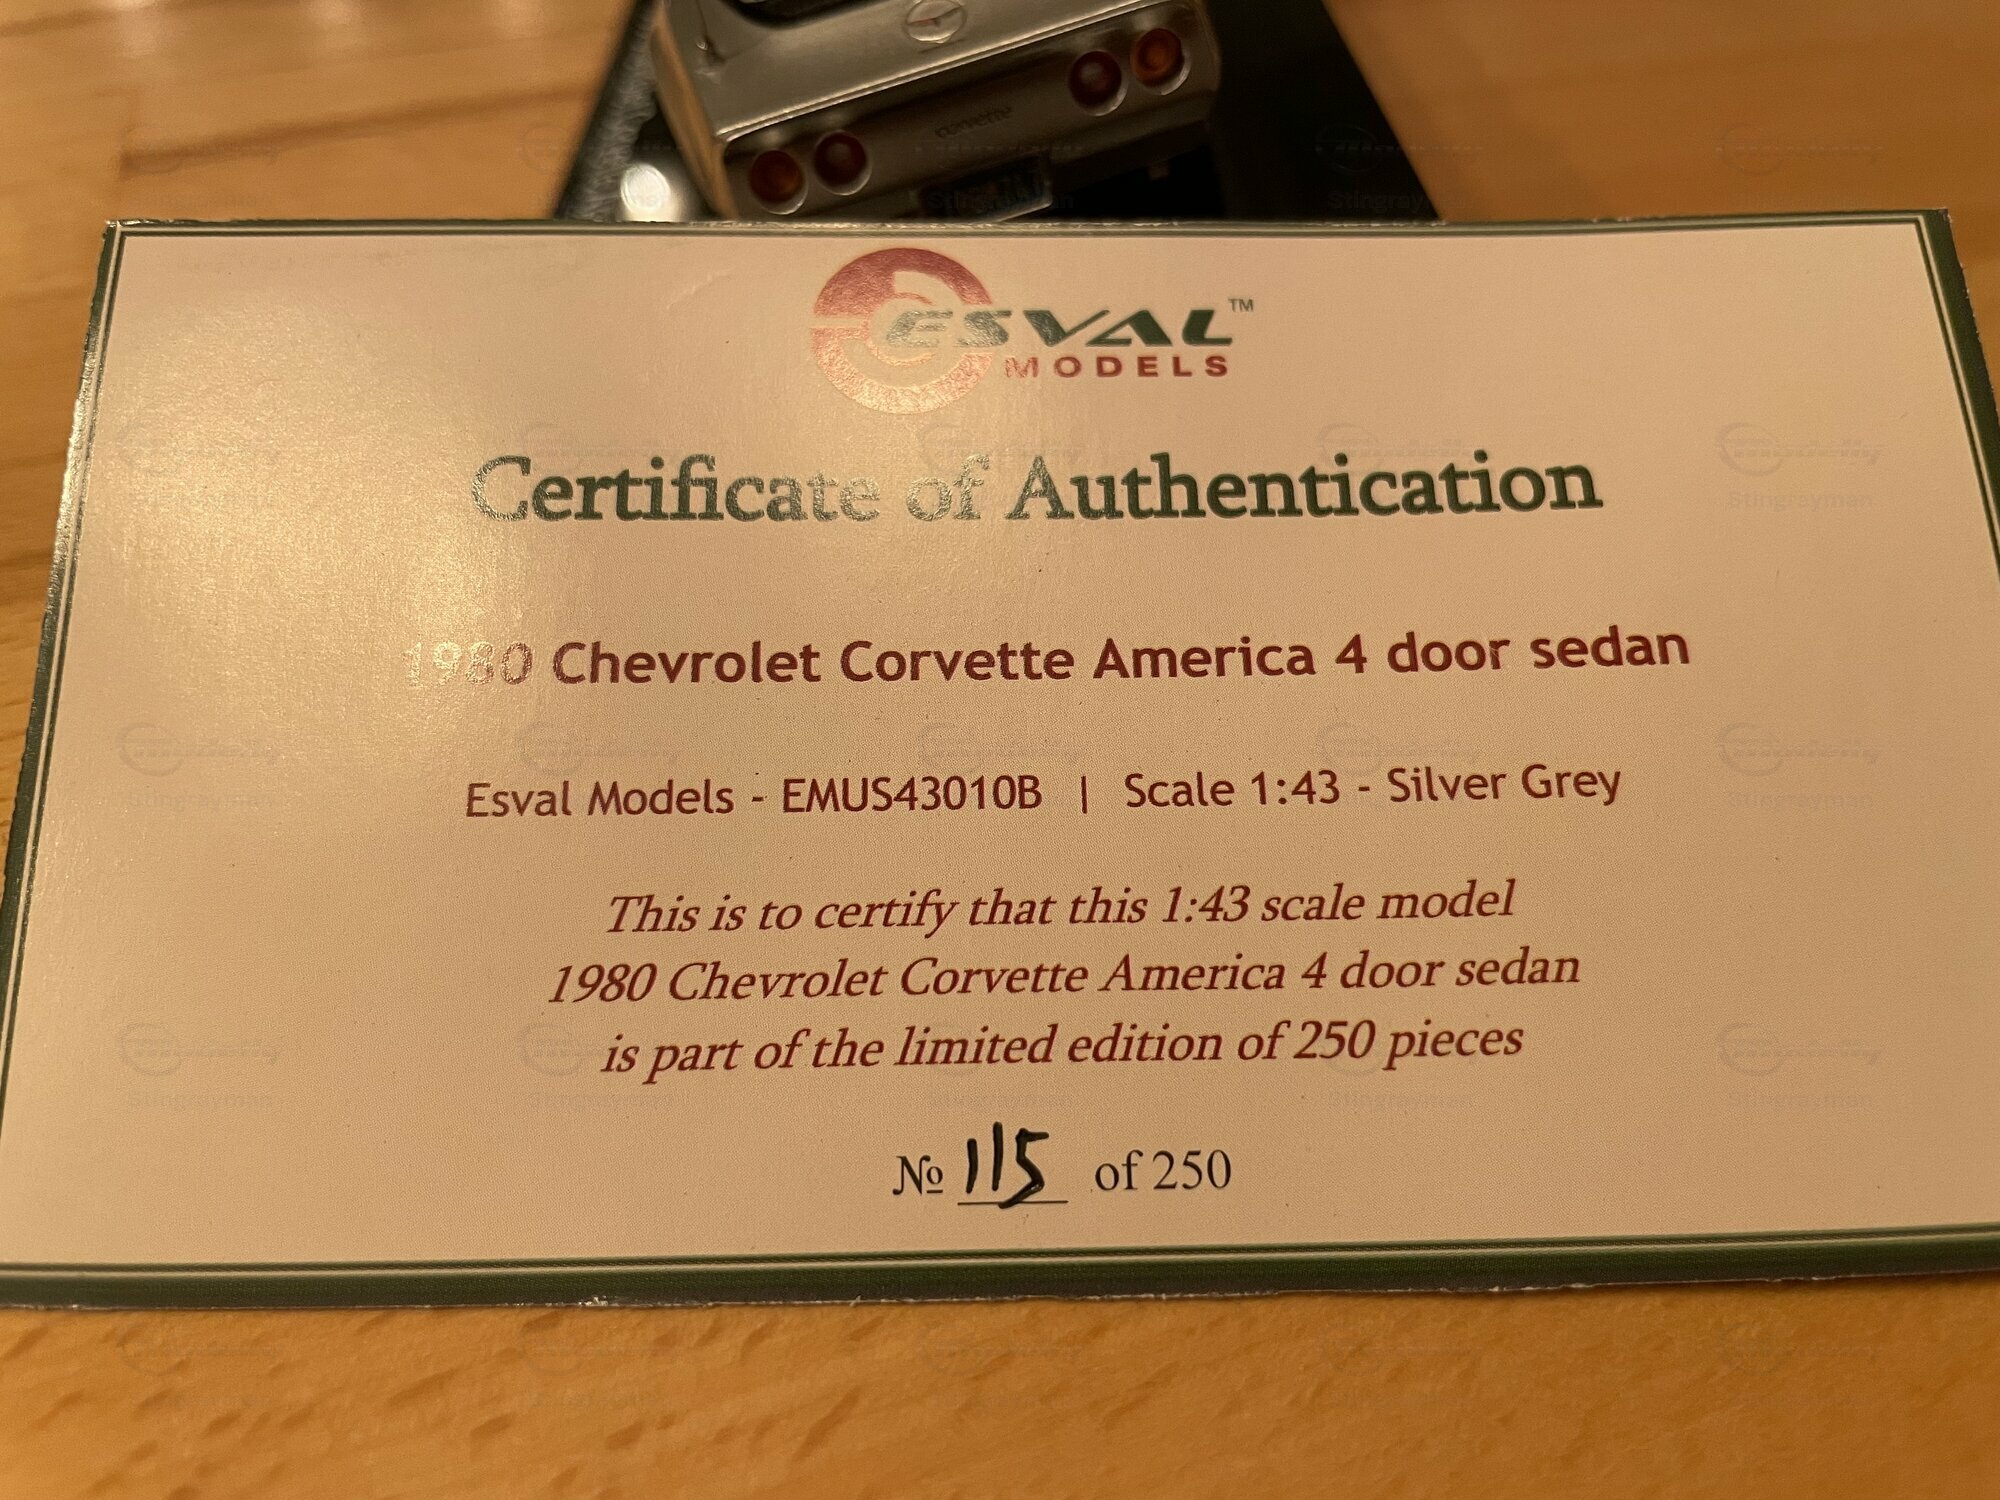 Corvette
ESVAL™
MODELS
Certificate of Authentication
1980 Chevrolet Corvette America 4 door sedan
Esval Models - EMUS43010B | Scale 1:43 - Silver Grey
This is to certify that this 1:43 scale model
1980 Chevrolet Corvette America 4 door sedan
is part of the limited edition of 250 pieces
№ 115 of 250
Stingrayman